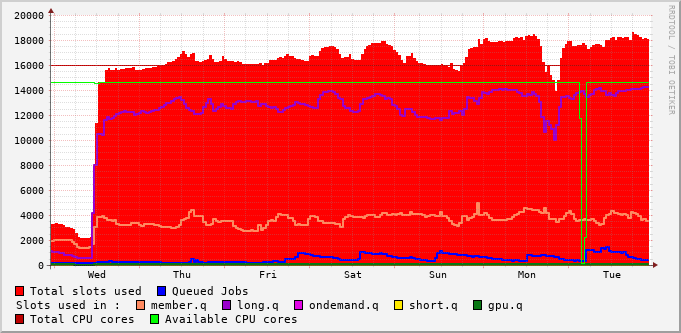 RRDTOOL / TOBI OETIKER
20000
18000
16000
14000
12000
10000
8000
6000
4000
2000
0
Wed Thu Fri Sat Sun Mon Tue
Total slots used Queued Jobs
Slots used in : member.q long.q ondemand.q short.q gpu.q
Total CPU cores Available CPU cores